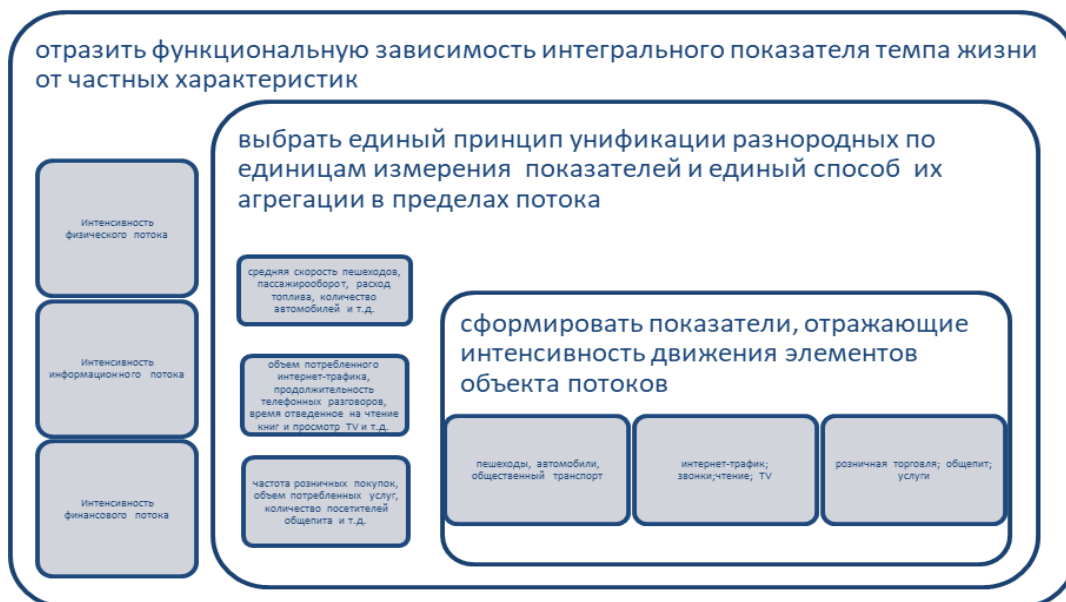 отразить функциональную зависимость интегрального показателя темпа жизни
от частных характеристик
выбрать единый принцип унификации разнородных по
единицам измерения показателей и единый способ их
агрегации в пределах потока
Интенсивность
физического потока
Интенсивность
информационного потока
Интенсивность
финансового потока
средняя скорость пешеходов,
пассажирооборот, расход
топлива, количество
автомобилей и т.д.
объем потребленного
интернет-трафика,
продолжительность
телефонных разговоров,
время отведенное на чтение
книг и просмотр TV и т.д.
частота розничных покупок,
объем потребленных услуг,
количество посетителей
общепита и т.д.
сформировать показатели, отражающие
интенсивность движения элементов
объекта потоков
пешеходы, автомобили,
общественный транспорт
интернет-трафик;
звонки;чтение; TV
розничная торговля; общепит;
услуги